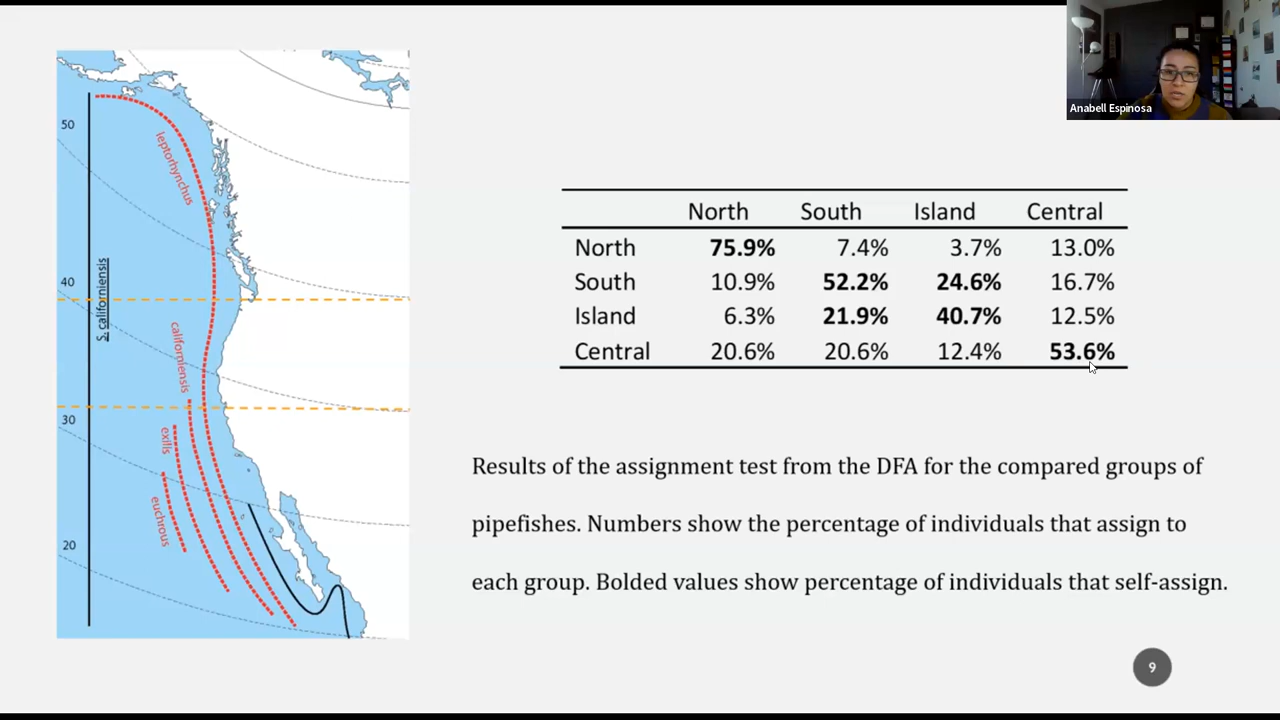 Anabell Espinosa
50
40
30
20
S. californiensis
leptorhynchus
californiensis
exilis
euchrous
North South Island Central
North 75.9% 7.4% 3.7% 13.0%
South 10.9% 52.2% 24.6% 16.7%
Island 6.3% 21.9% 40.7% 12.5%
Central 20.6% 20.6% 12.4% 53.6%
Results of the assignment test from the DFA for the compared groups of
pipefishes. Numbers show the percentage of individuals that assign to
each group. Bolded values show percentage of individuals that self-assign.
9